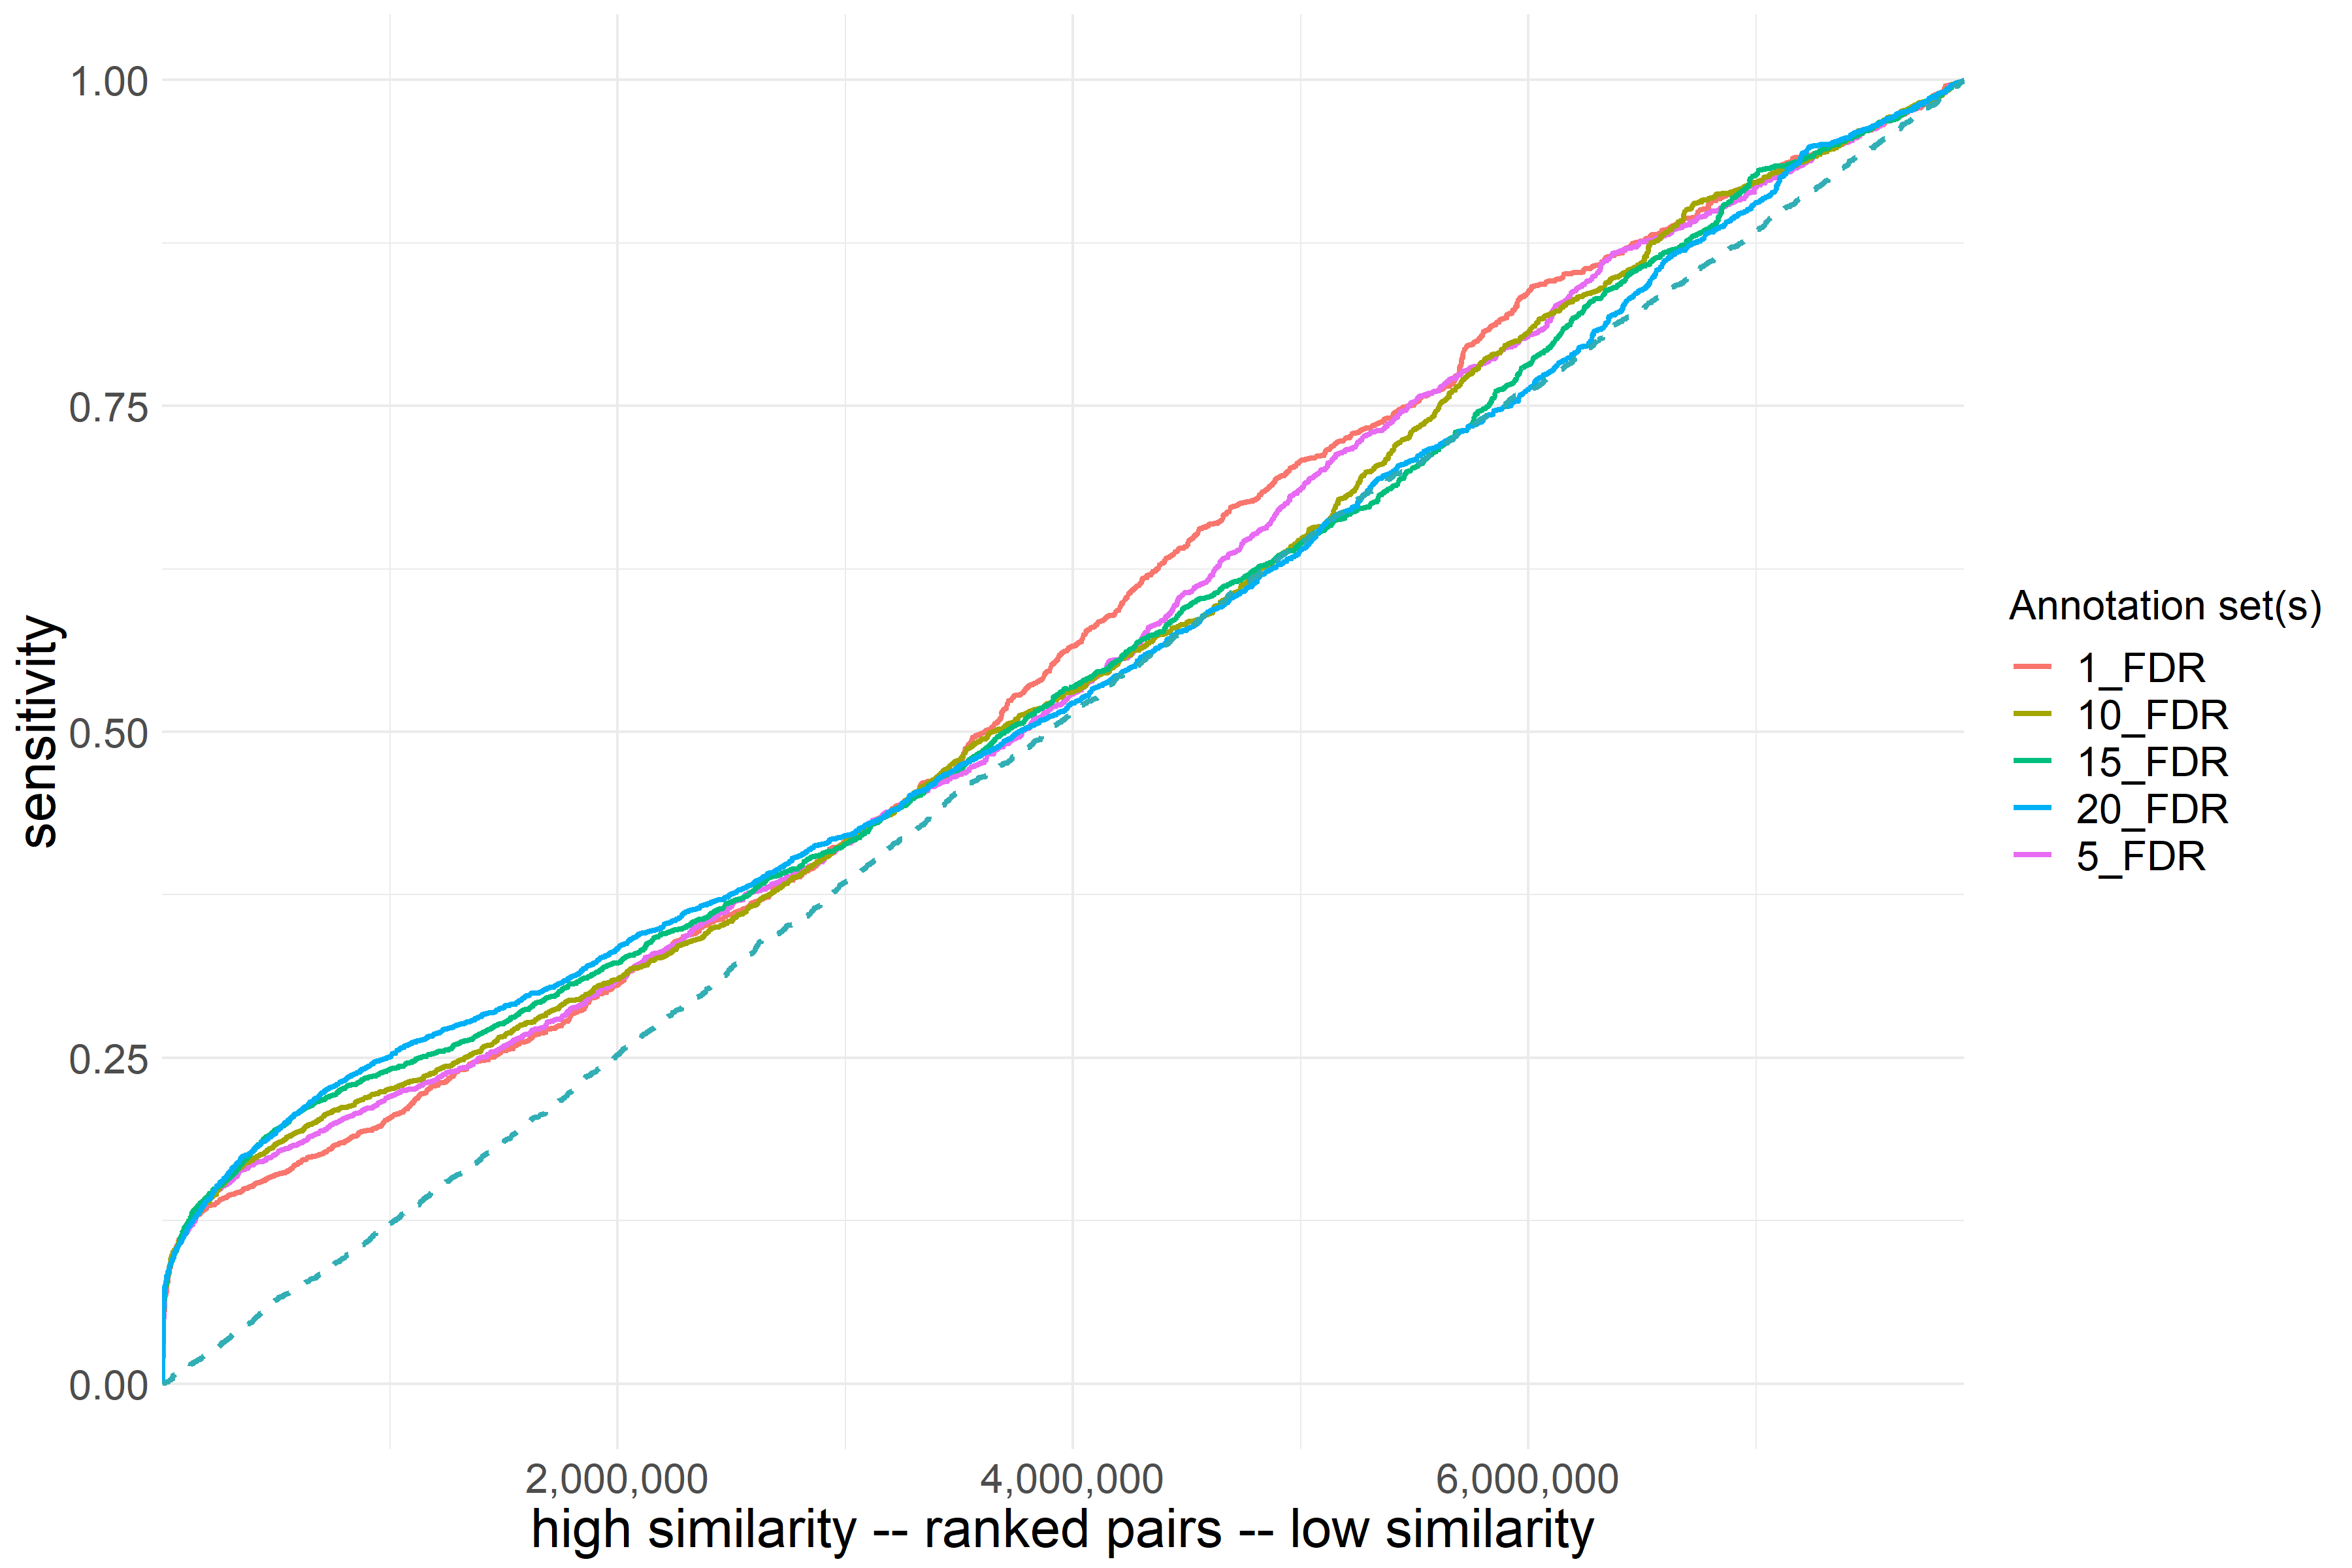 1.00
0.75
0.50
0.25
0.00
sensitivity
2,000,000
4,000,000
6,000,000
high similarity -- ranked pairs -- low similarity
Annotation set(s)
1_FDR
10_FDR
15_FDR
20_FDR
5_FDR